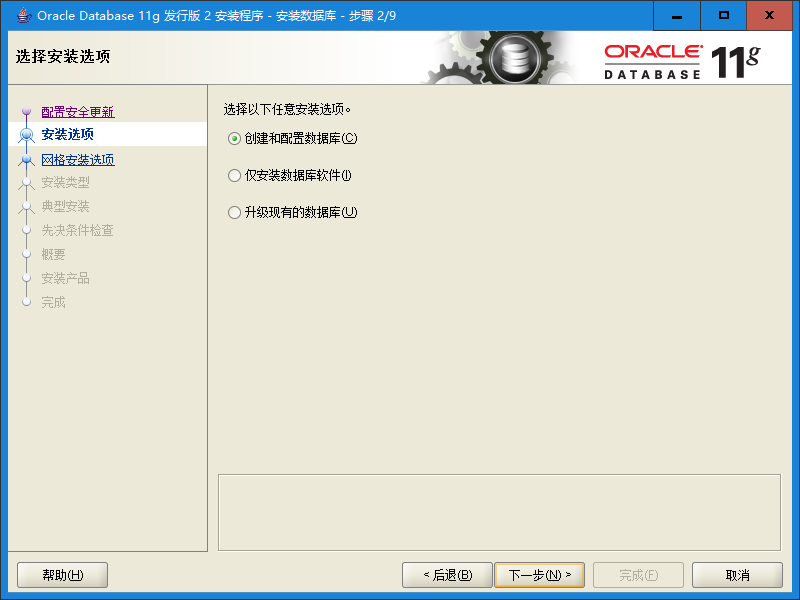 Oracle Database 11g 发行版 2 安装程序 - 安装数据库 - 步骤 2/9
选择安装选项
ORACLE
DATABASE
11g
配置安全更新
安装选项
网格安装选项
安装类型
典型安装
先决条件检查
概要
安装产品
完成
选择以下任意安装选项。
创建和配置数据库(C)
仅安装数据库软件(I)
升级现有的数据库(U)
帮助(H)
< 后退(B)
下一步(N) >
完成(F)
取消